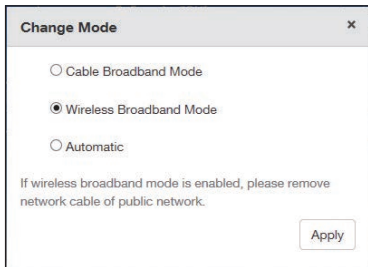 Change Mode ×
Cable Broadband Mode
Wireless Broadband Mode
Automatic
If wireless broadband mode is enabled, please remove
network cable of public network.
Apply